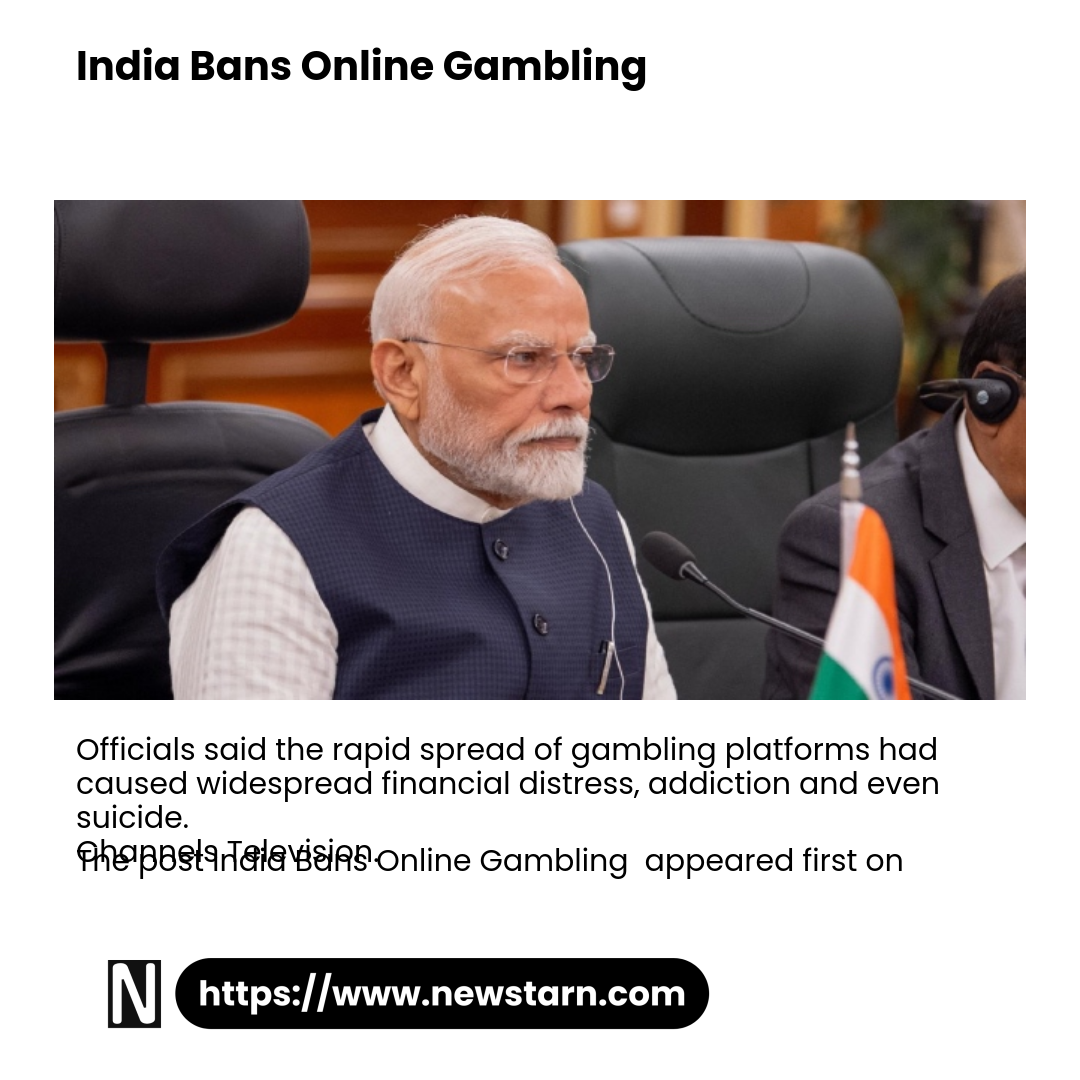 India Bans Online Gambling
Officials said the rapid spread of gambling platforms had
caused widespread financial distress, addiction and even
suicide.
Channels Television.
The post India Bans Online Gambling appeared first on
N
https://www.newstarn.com